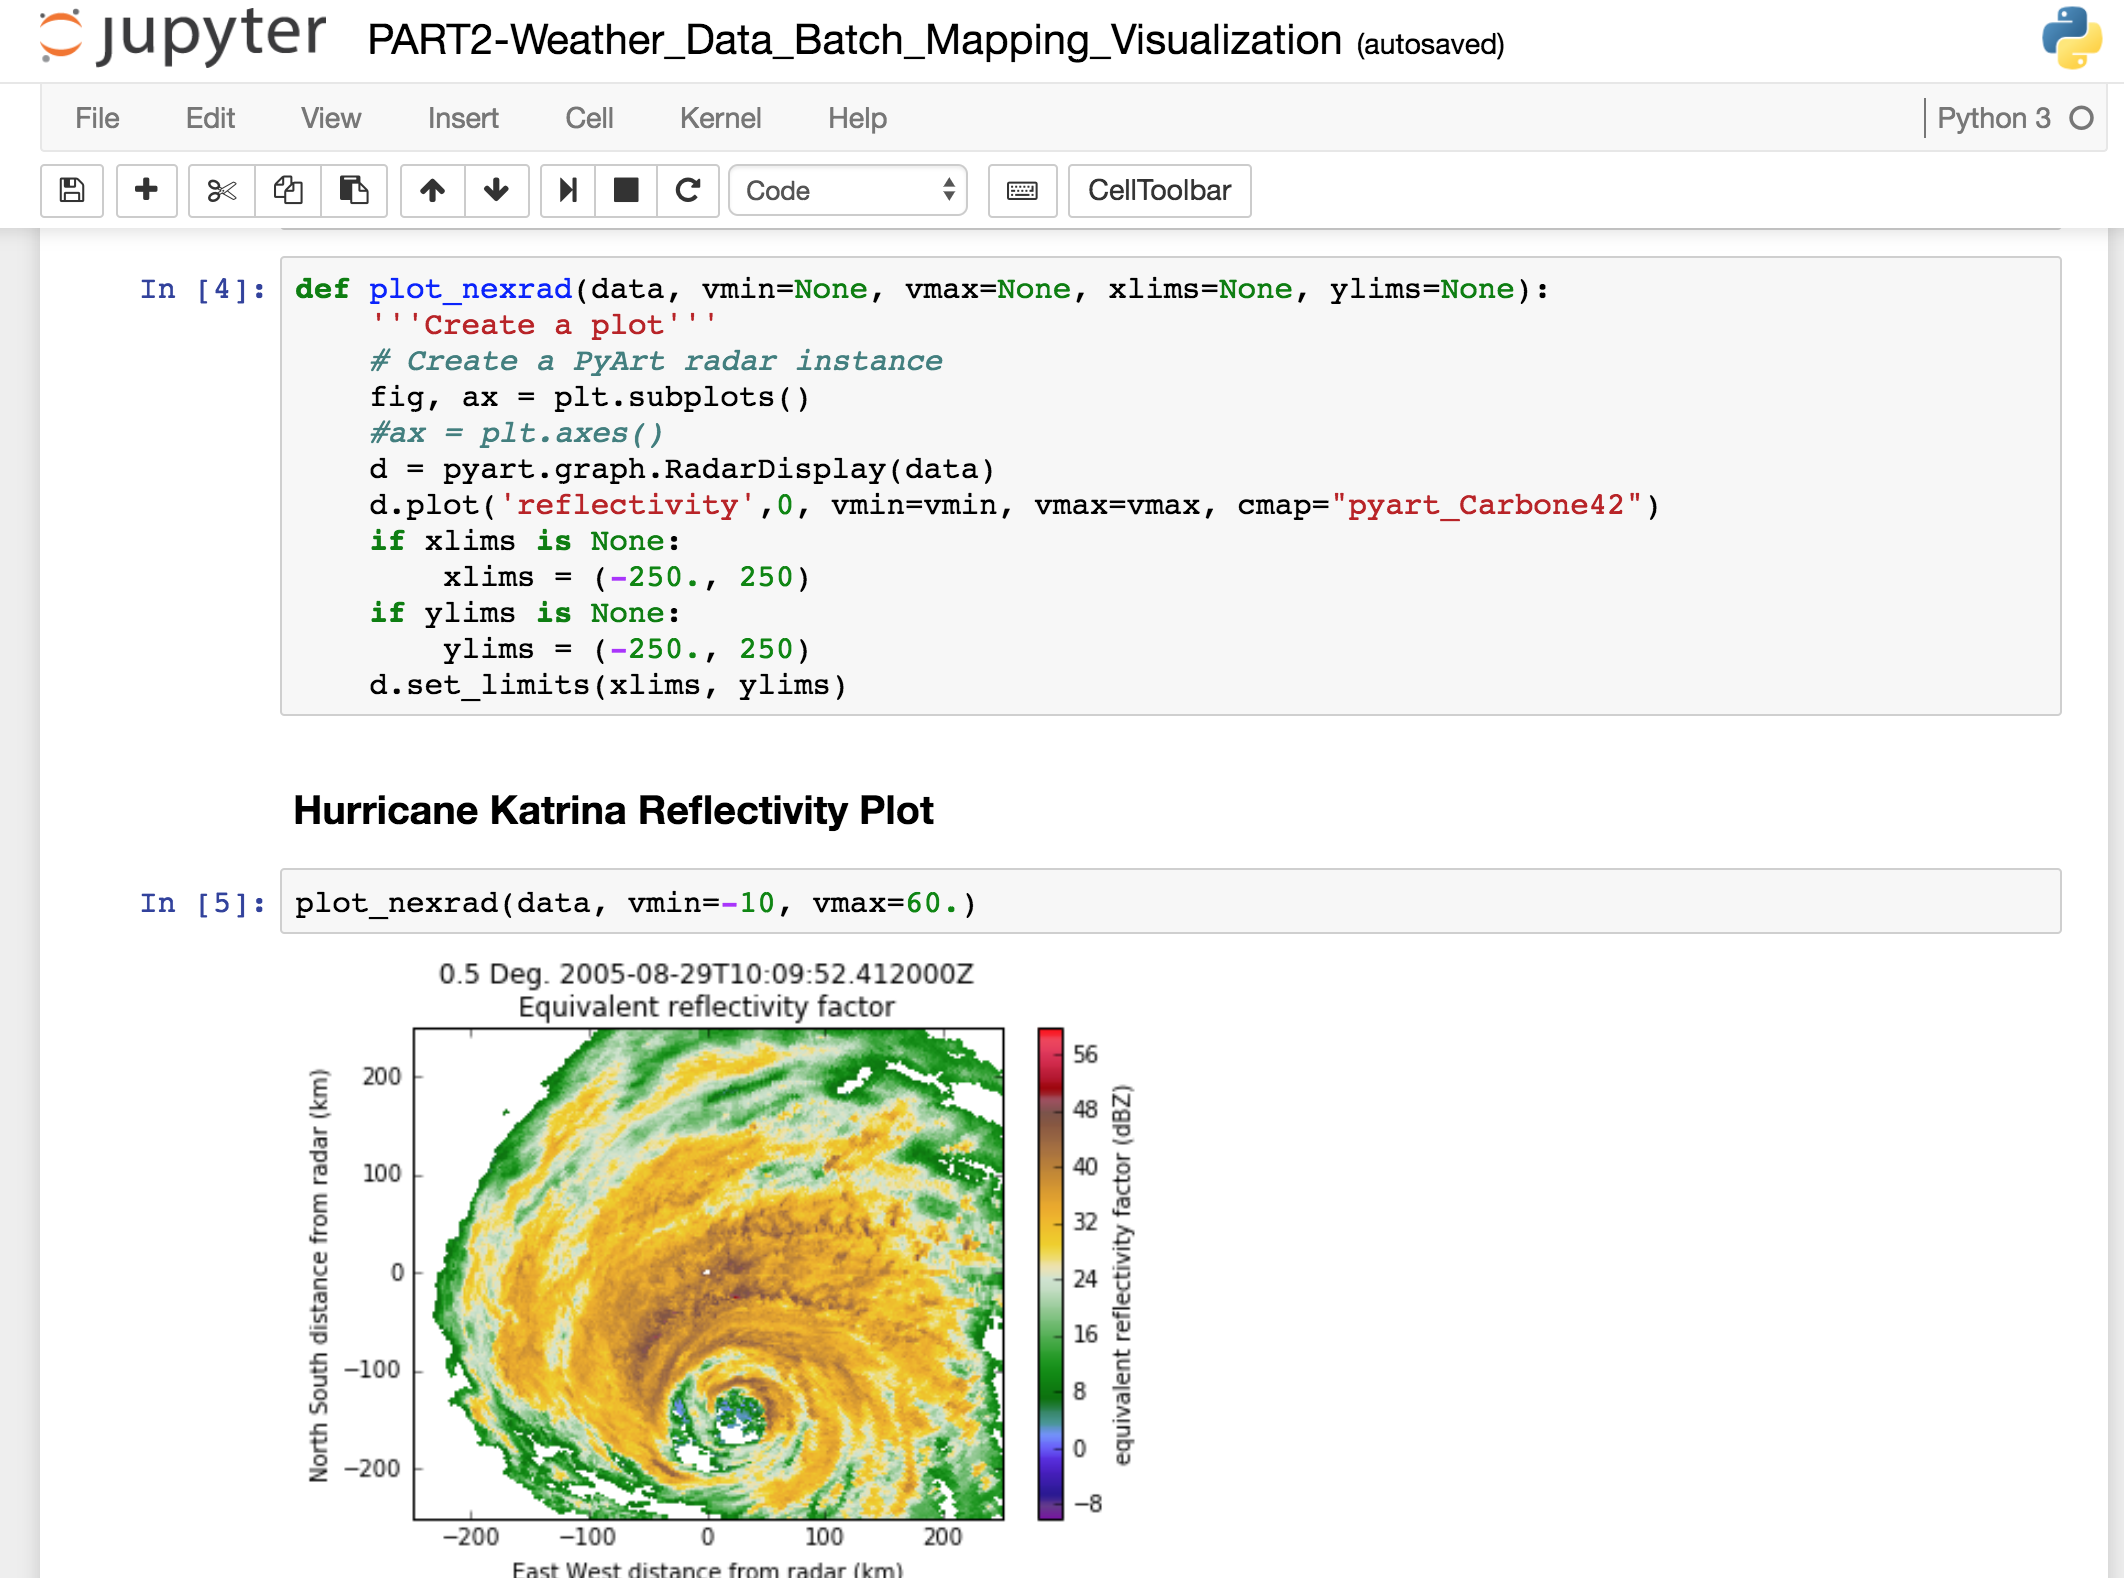 jupyter PART2-Weather_Data_Batch_Mapping_Visualization (autosaved)
File Edit View Insert Cell Kernel Help Python 3
Code CellToolbar
In [4]: def plot_nexrad(data, vmin=None, vmax=None, xlims=None, ylims=None):
'''Create a plot'''
# Create a PyArt radar instance
fig, ax = plt.subplots()
#ax = plt.axes()
d = pyart.graph.RadarDisplay(data)
d.plot('reflectivity',0, vmin=vmin, vmax=vmax, cmap="pyart_Carbone42")
if xlims is None:
xlims = (-250., 250)
if ylims is None:
ylims = (-250., 250)
d.set_limits(xlims, ylims)
Hurricane Katrina Reflectivity Plot
In [5]: plot_nexrad(data, vmin=-10, vmax=60.)
0.5 Deg. 2005-08-29T10:09:52.412000Z
Equivalent reflectivity factor
North South distance from radar (km)
200
100
0
−100
−200
−200 −100 0 100 200
East West distance from radar (km)
56
48
40
32
24
16
8
0
−8
equivalent reflectivity factor (dBZ)